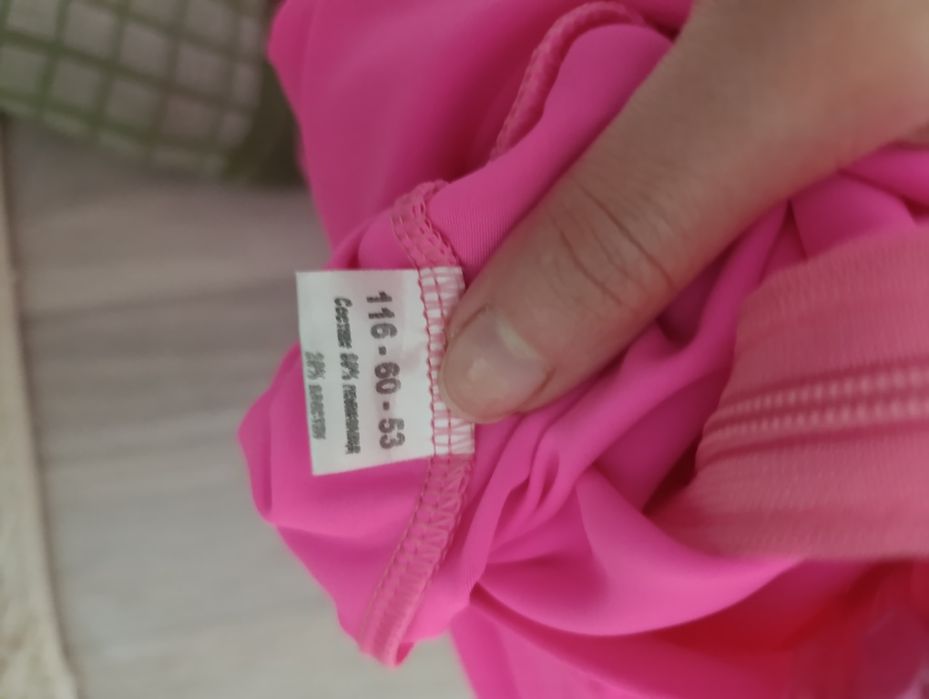 116-60-53
Состав: 80% полиамид
20% эластан